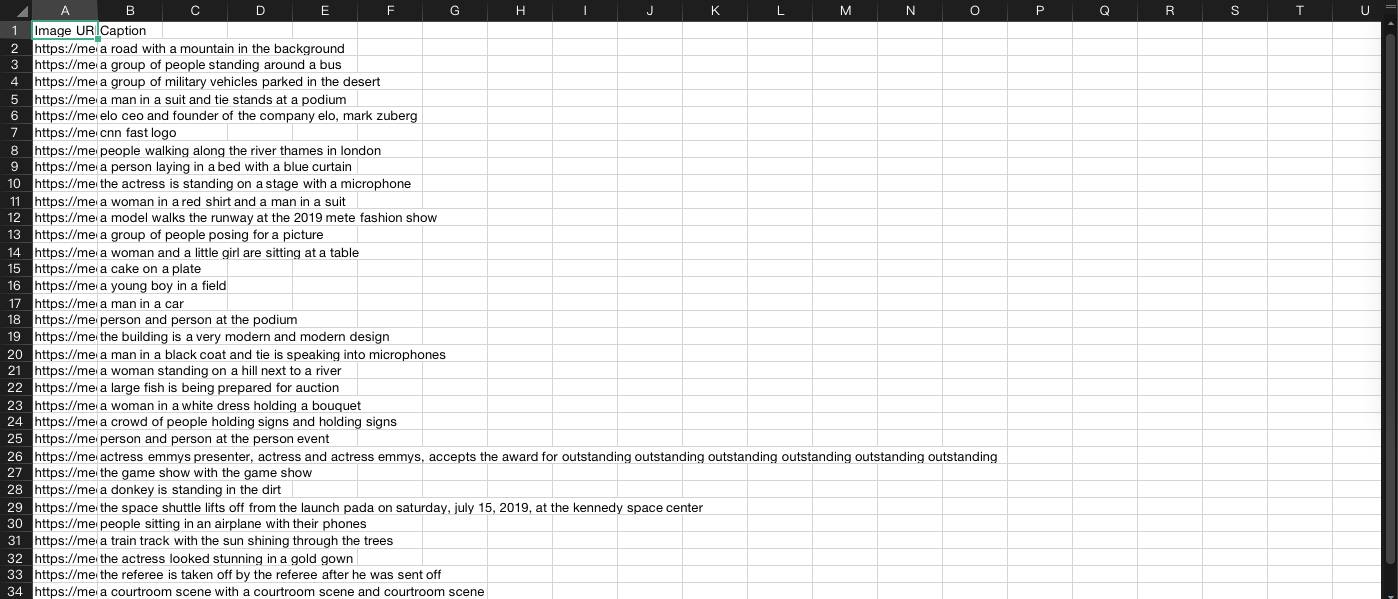 A B C D E F G H I J K L M N O P Q R S T U
1 Image UR Caption
2 https://me a road with a mountain in the background
3 https://me a group of people standing around a bus
4 https://me a group of military vehicles parked in the desert
5 https://me a man in a suit and tie stands at a podium
6 https://me elo ceo and founder of the company elo, mark zuberg
7 https://me cnn fast logo
8 https://me people walking along the river thames in london
9 https://me a person laying in a bed with a blue curtain
10 https://me the actress is standing on a stage with a microphone
11 https://me a woman in a red shirt and a man in a suit
12 https://me a model walks the runway at the 2019 mete fashion show
13 https://me a group of people posing for a picture
14 https://me a woman and a little girl are sitting at a table
15 https://me a cake on a plate
16 https://me a young boy in a field
17 https://me a man in a car
18 https://me person and person at the podium
19 https://me the building is a very modern and modern design
20 https://me a man in a black coat and tie is speaking into microphones
21 https://me a woman standing on a hill next to a river
22 https://me a large fish is being prepared for auction
23 https://me a woman in a white dress holding a bouquet
24 https://me a crowd of people holding signs and holding signs
25 https://me person and person at the person event
26 https://me actress emmys presenter, actress and actress emmys, accepts the award for outstanding outstanding outstanding outstanding outstanding outstanding
27 https://me the game show with the game show
28 https://me a donkey is standing in the dirt
29 https://me the space shuttle lifts off from the launch pada on saturday, july 15, 2019, at the kennedy space center
30 https://me people sitting in an airplane with their phones
31 https://me a train track with the sun shining through the trees
32 https://me the actress looked stunning in a gold gown
33 https://me the referee is taken off by the referee after he was sent off
34 https://me a courtroom scene with a courtroom scene and courtroom scene